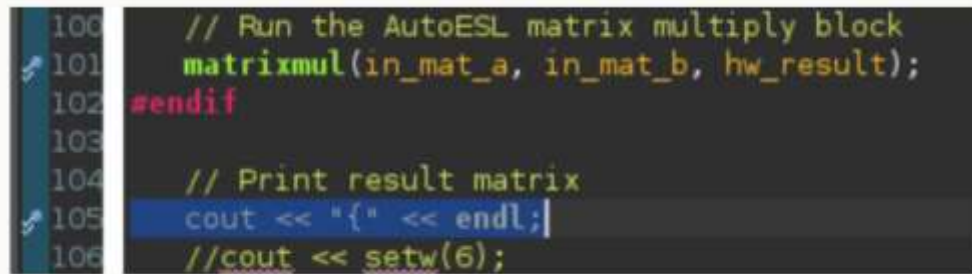 100 // Run the AutoESL matrix multiply block
101 matrixmul(in_mat_a, in_mat_b, hw_result);
102 #endif
103
104 // Print result matrix
105 cout << "{" << endl;
106 //cout << setw(6);